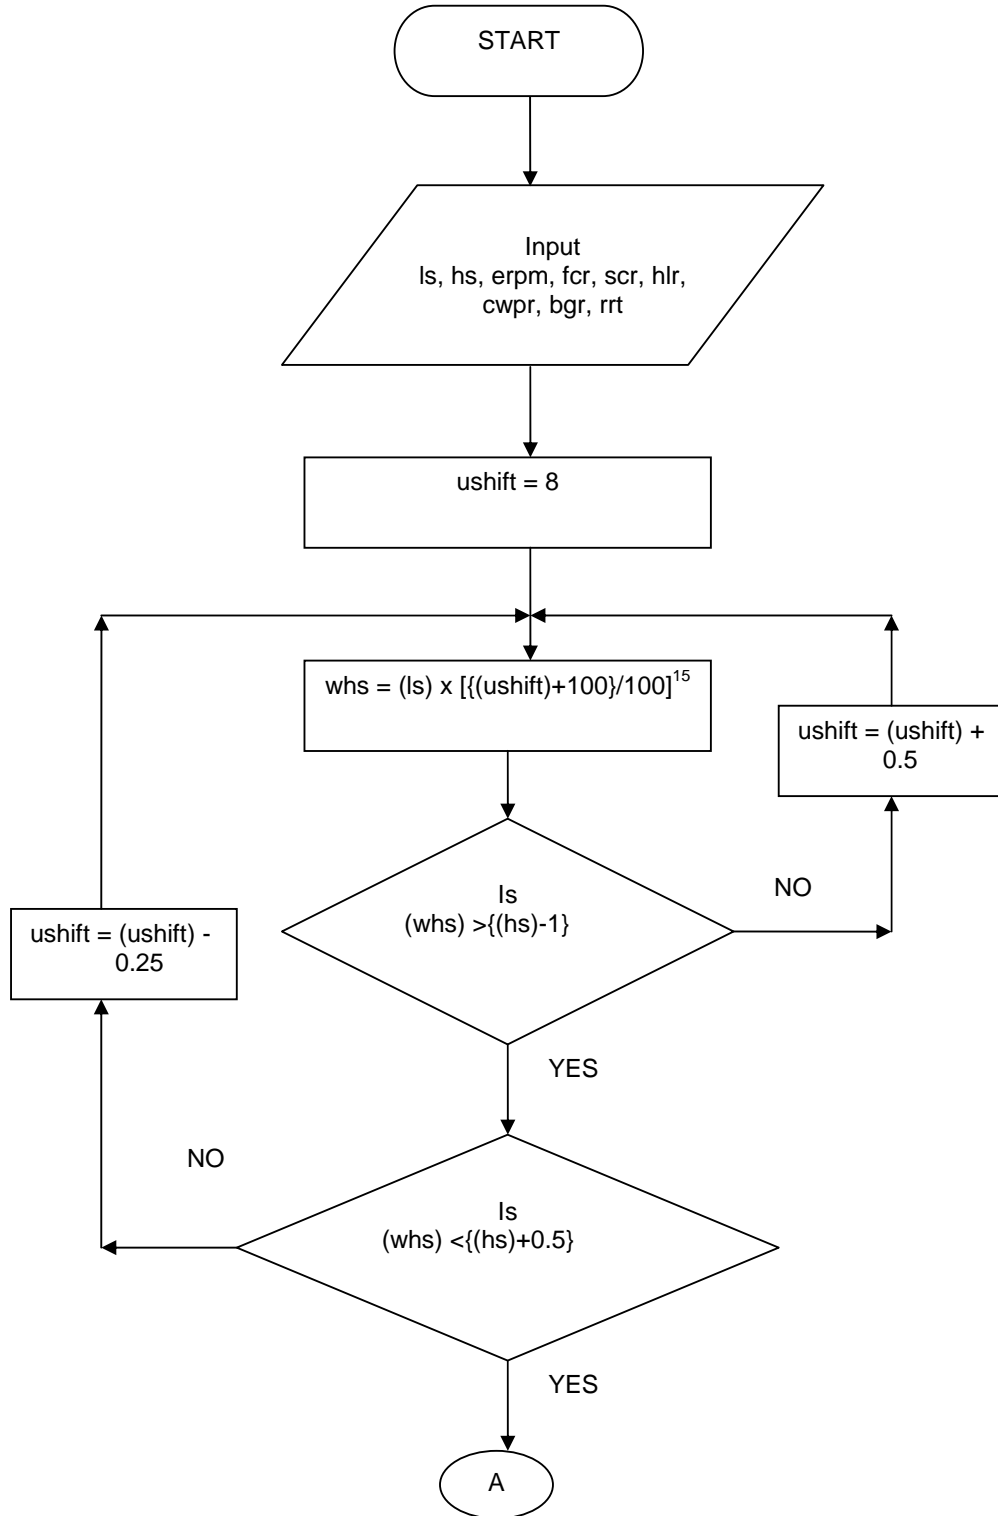 START
Input
ls, hs, erpm, fcr, scr, hlr,
cwpr, bgr, rrt
ushift = 8
whs = (ls) x [{(ushift)+100}/100]^15
ushift = (ushift) +
0.5
Is
(whs) >{(hs)-1}
NO
ushift = (ushift) -
0.25
YES
NO
Is
(whs) <{(hs)+0.5}
YES
A